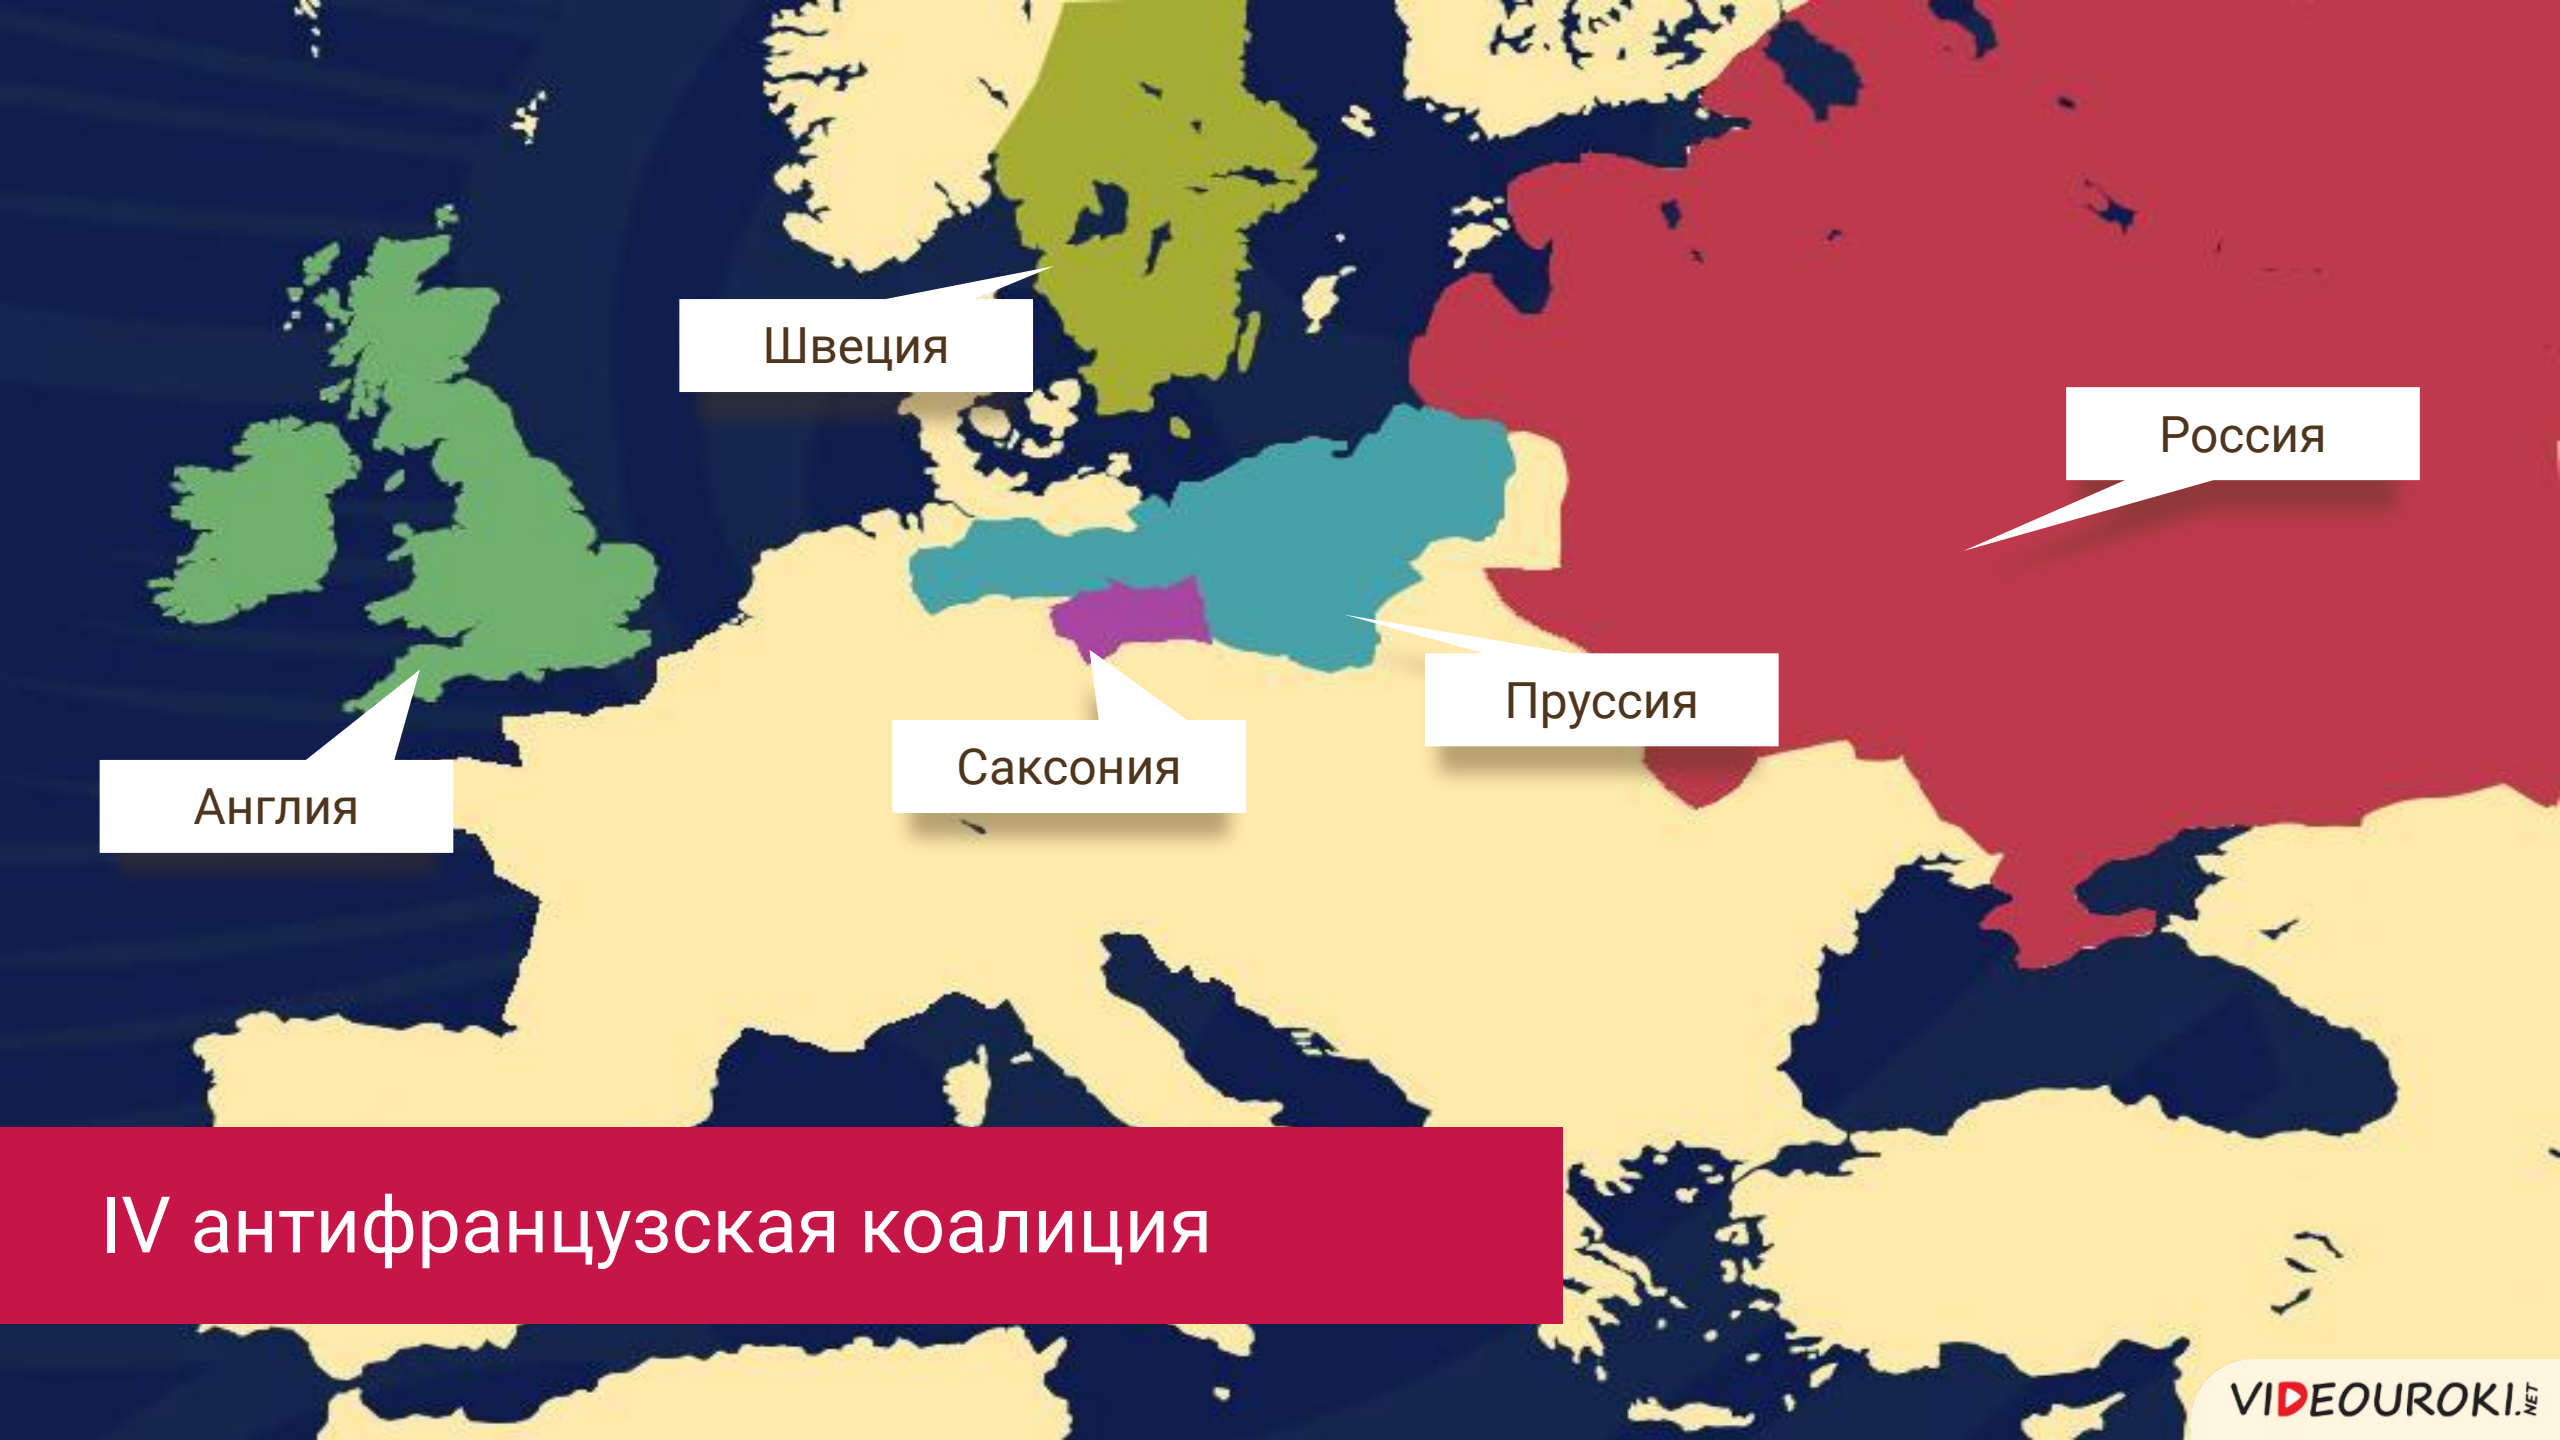 Швеция
Россия
Пруссия
Саксония
Англия
IV антифранцузская коалиция
VIDEOUROKI.NET